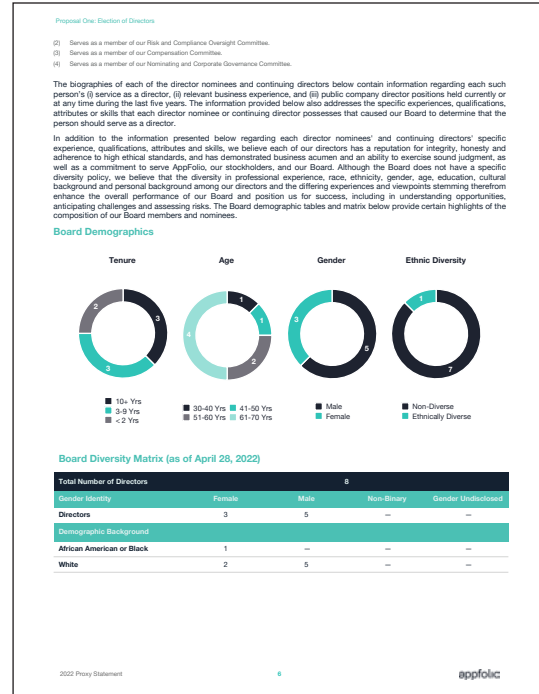 Proposal One: Election of Directors
(2) Serves as a member of our Risk and Compliance Oversight Committee.
(3) Serves as a member of our Compensation Committee.
(4) Serves as a member of our Nominating and Corporate Governance Committee.
The biographies of each of the director nominees and continuing directors below contain information regarding each such
person's (i) service as a director, (ii) relevant business experience, and (iii) public company director positions held currently or
at any time during the last five years. The information provided below also addresses the specific experiences, qualifications,
attributes or skills that each director nominee or continuing director possesses that caused our Board to determine that the
person should serve as a director.
In addition to the information presented below regarding each director nominees' and continuing directors' specific
experience, qualifications, attributes and skills, we believe each of our directors has a reputation for integrity, honesty and
adherence to high ethical standards, and has demonstrated business acumen and an ability to exercise sound judgment, as
well as a commitment to serve AppFolio, our stockholders, and our Board. Although the Board does not have a specific
diversity policy, we believe that the diversity in professional experience, race, ethnicity, gender, age, education, cultural
background and personal background among our directors and the differing experiences and viewpoints stemming therefrom
enhance the overall performance of our Board and position us for success, including in understanding opportunities,
anticipating challenges and assessing risks. The Board demographic tables and matrix below provide certain highlights of the
composition of our Board members and nominees.
Board Demographics
Tenure Age Gender Ethnic Diversity
2 3 3
1 1 4 2
3 5
1 7
10+ Yrs
3-9 Yrs
< 2 Yrs
30-40 Yrs 41-50 Yrs
51-60 Yrs 61-70 Yrs
Male
Female
Non-Diverse
Ethnically Diverse
Board Diversity Matrix (as of April 28, 2022)
Total Number of Directors 8
Gender Identity Female Male Non-Binary Gender Undisclosed
Directors 3 5 — —
Demographic Background
African American or Black 1 — — —
White 2 5 — —
2022 Proxy Statement 6 appfolio